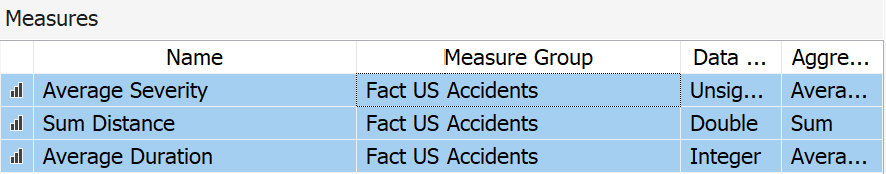 Measures
Name Measure Group Data ... Aggre...
Average Severity Fact US Accidents Unsig... Avera...
Sum Distance Fact US Accidents Double Sum
Average Duration Fact US Accidents Integer Avera...